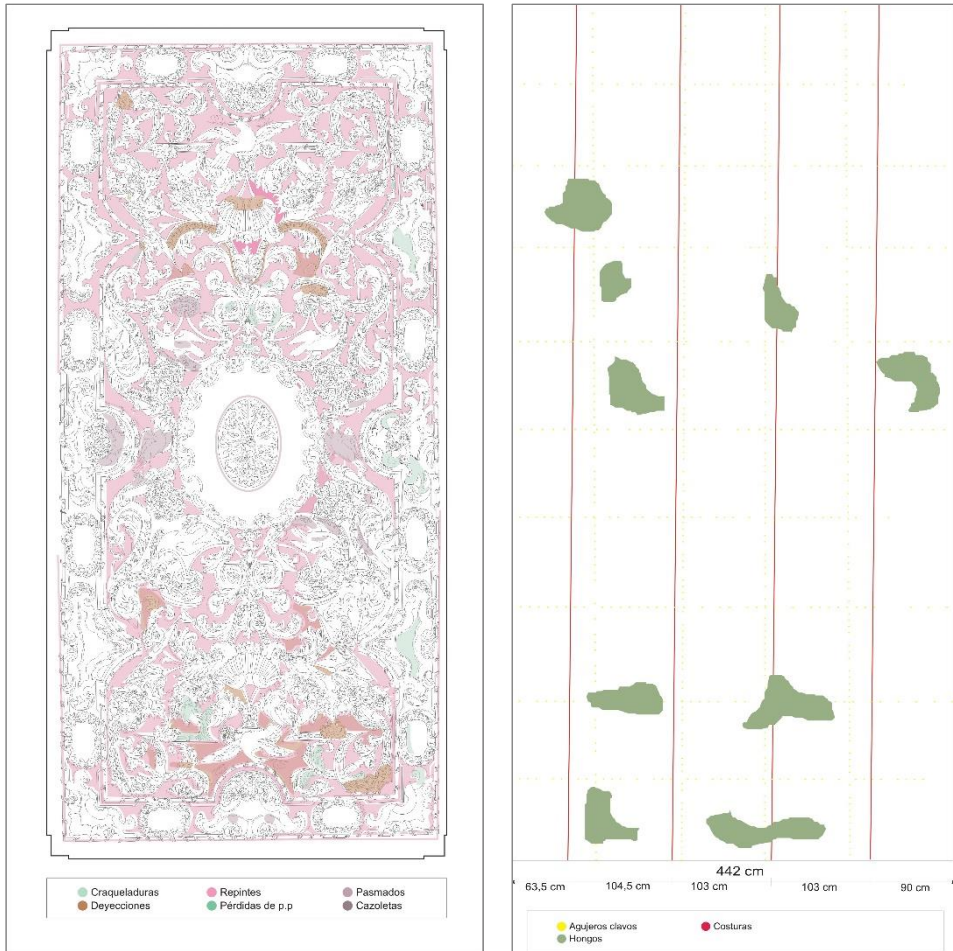 Craqueladuras Repintes Pasmados
Deyecciones Pérdidas de p.p Cazoletas
442 cm
63,5 cm 104,5 cm 103 cm 103 cm 90 cm
Agujeros clavos Costuras
Hongos